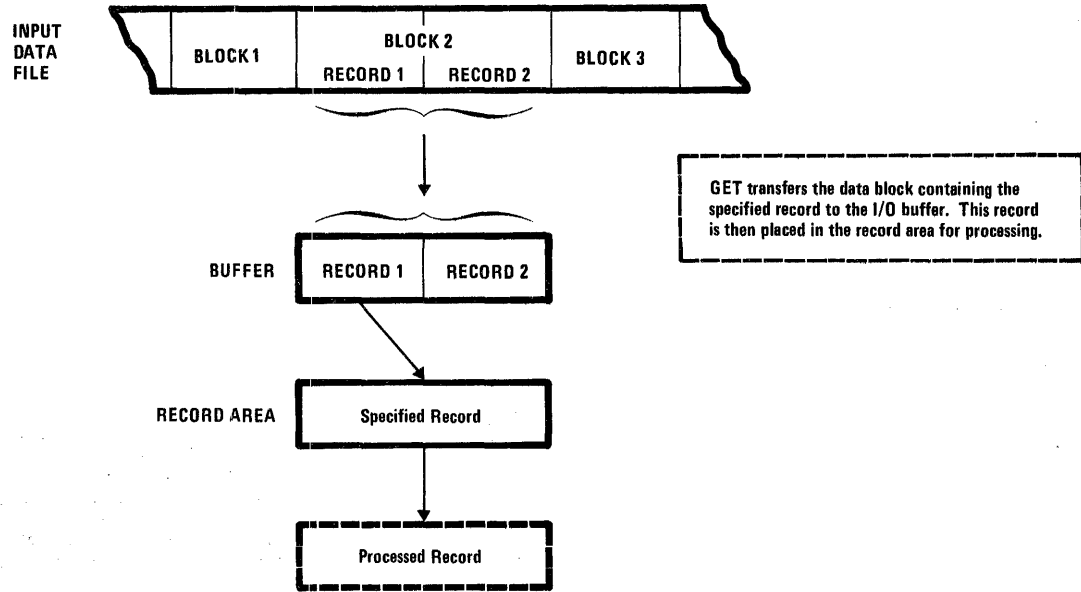 INPUT
DATA
FILE
BLOCK 1
BLOCK 2
BLOCK 3
RECORD 1
RECORD 2
GET transfers the data block containing the
specified record to the I/O buffer. This record
is then placed in the record area for processing.
BUFFER
RECORD 1
RECORD 2
RECORD AREA
Specified Record
Processed Record